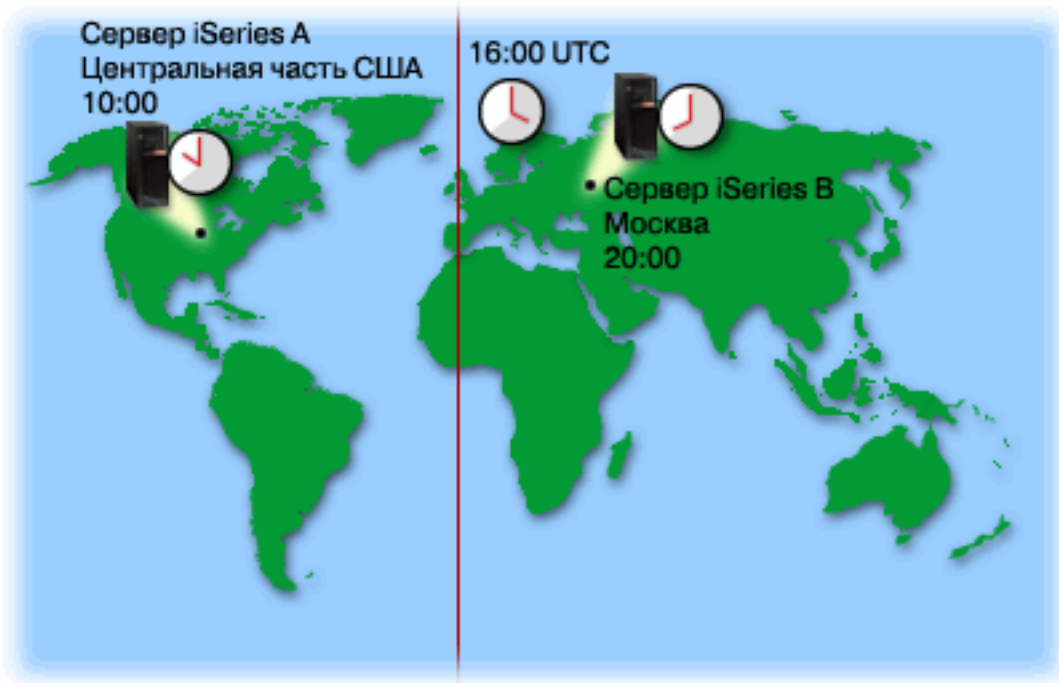 Сервер iSeries A
Центральная часть США
10:00
16:00 UTC
Сервер iSeries B
Москва
20:00